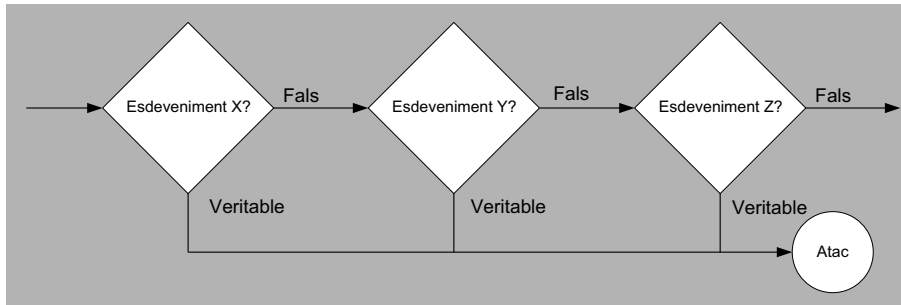 Esdeveniment X?
Fals
Esdeveniment Y?
Fals
Esdeveniment Z?
Fals
Veritable
Veritable
Veritable
Atac